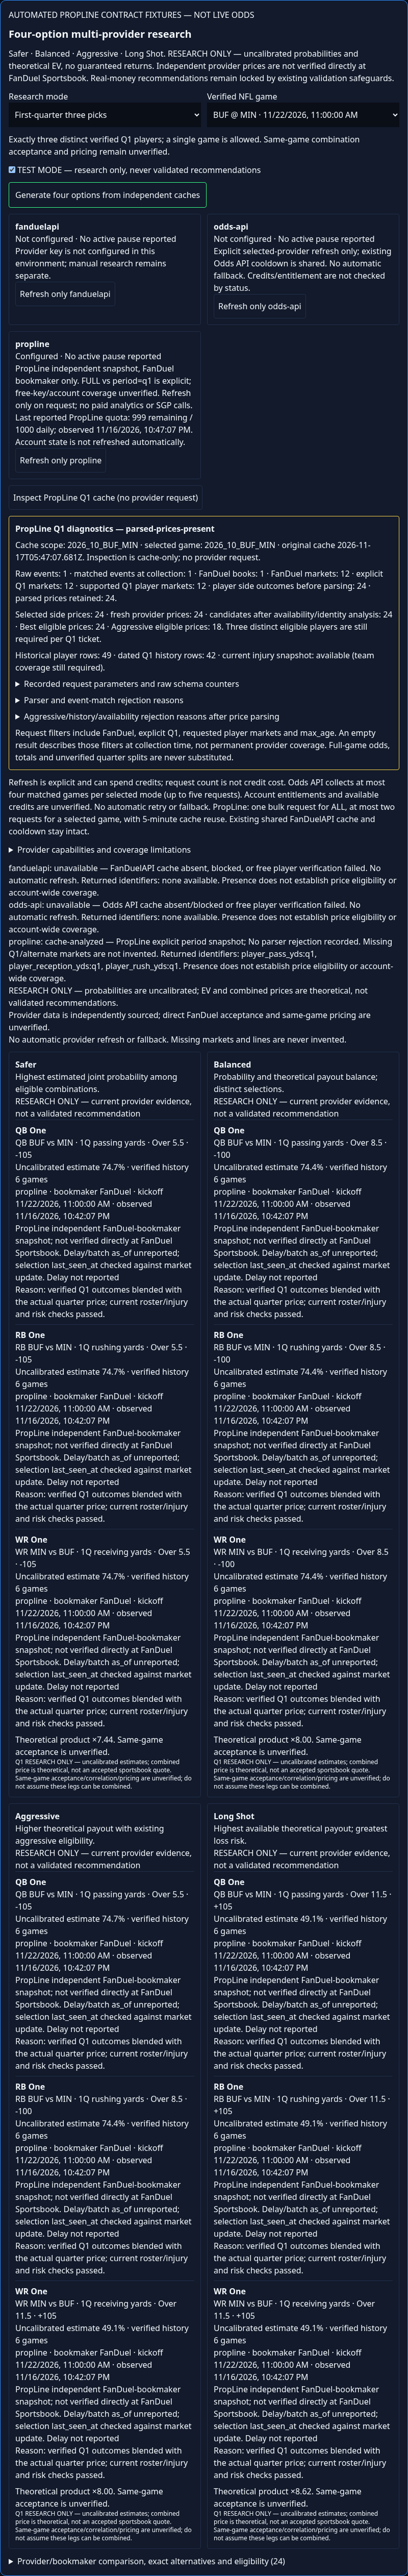 AUTOMATED PROPLINE CONTRACT FIXTURES — NOT LIVE ODDS
Four-option multi-provider research
Safer · Balanced · Aggressive · Long Shot. RESEARCH ONLY — uncalibrated probabilities and
theoretical EV, no guaranteed returns. Independent provider prices are not verified directly at
FanDuel Sportsbook. Real-money recommendations remain locked by existing validation safeguards.
Research mode
First-quarter three picks
Verified NFL game
BUF @ MIN · 11/22/2026, 11:00:00 AM
Exactly three distinct verified Q1 players; a single game is allowed. Same-game combination
acceptance and pricing remain unverified.
TEST MODE — research only, never validated recommendations
Generate four options from independent caches
fanduelapi
Not configured · No active pause reported
Provider key is not configured in this
environment; manual research remains
separate.
Refresh only fanduelapi
odds-api
Not configured · No active pause reported
Explicit selected-provider refresh only; existing
Odds API cooldown is shared. No automatic
fallback. Credits/entitlement are not checked
by status.
Refresh only odds-api
propline
Configured · No active pause reported
PropLine independent snapshot, FanDuel
bookmaker only. FULL vs period=q1 is explicit;
free-key/account coverage unverified. Refresh
only on request; no paid analytics or SGP calls.
Last reported PropLine quota: 999 remaining /
1000 daily; observed 11/16/2026, 10:47:07 PM.
Account state is not refreshed automatically.
Refresh only propline
Inspect PropLine Q1 cache (no provider request)
PropLine Q1 diagnostics — parsed-prices-present
Cache scope: 2026_10_BUF_MIN · selected game: 2026_10_BUF_MIN · original cache 2026-11-
17T05:47:07.681Z. Inspection is cache-only; no provider request.
Raw events: 1 · matched events at collection: 1 · FanDuel books: 1 · FanDuel markets: 12 · explicit
Q1 markets: 12 · supported Q1 player markets: 12 · player side outcomes before parsing: 24 ·
parsed prices retained: 24.
Selected side prices: 24 · fresh provider prices: 24 · candidates after availability/identity analysis: 24
· Best eligible prices: 24 · Aggressive eligible prices: 18. Three distinct eligible players are still
required per Q1 ticket.
Historical player rows: 49 · dated Q1 history rows: 42 · current injury snapshot: available (team
coverage still required).
Recorded request parameters and raw schema counters
Parser and event-match rejection reasons
Aggressive/history/availability rejection reasons after price parsing
Request filters include FanDuel, explicit Q1, requested player markets and max_age. An empty
result describes those filters at collection time, not permanent provider coverage. Full-game odds,
totals and unverified quarter splits are never substituted.
Refresh is explicit and can spend credits; request count is not credit cost. Odds API collects at most
four matched games per selected mode (up to five requests). Account entitlements and available
credits are unverified. No automatic retry or fallback. PropLine: one bulk request for ALL, at most two
requests for a selected game, with 5-minute cache reuse. Existing shared FanDuelAPI cache and
cooldown stay intact.
Provider capabilities and coverage limitations
fanduelapi: unavailable — FanDuelAPI cache absent, blocked, or free player verification failed. No
automatic refresh. Returned identifiers: none available. Presence does not establish price eligibility or
account-wide coverage.
odds-api: unavailable — Odds API cache absent/blocked or free player verification failed. No
automatic refresh. Returned identifiers: none available. Presence does not establish price eligibility or
account-wide coverage.
propline: cache-analyzed — PropLine explicit period snapshot; No parser rejection recorded. Missing
Q1/alternate markets are not invented. Returned identifiers: player_pass_yds:q1,
player_reception_yds:q1, player_rush_yds:q1. Presence does not establish price eligibility or account-
wide coverage.
RESEARCH ONLY — probabilities are uncalibrated; EV and combined prices are theoretical, not
validated recommendations.
Provider data is independently sourced; direct FanDuel acceptance and same-game pricing are
unverified.
No automatic provider refresh or fallback. Missing markets and lines are never invented.
Safer
Highest estimated joint probability among
eligible combinations.
RESEARCH ONLY — current provider evidence,
not a validated recommendation
QB One
QB BUF vs MIN · 1Q passing yards · Over 5.5 ·
-105
Uncalibrated estimate 74.7% · verified history
6 games
propline · bookmaker FanDuel · kickoff
11/22/2026, 11:00:00 AM · observed
11/16/2026, 10:42:07 PM
PropLine independent FanDuel-bookmaker
snapshot; not verified directly at FanDuel
Sportsbook. Delay/batch as_of unreported;
selection last_seen_at checked against market
update. Delay not reported
Reason: verified Q1 outcomes blended with
the actual quarter price; current roster/injury
and risk checks passed.
RB One
RB BUF vs MIN · 1Q rushing yards · Over 5.5 ·
-105
Uncalibrated estimate 74.7% · verified history
6 games
propline · bookmaker FanDuel · kickoff
11/22/2026, 11:00:00 AM · observed
11/16/2026, 10:42:07 PM
PropLine independent FanDuel-bookmaker
snapshot; not verified directly at FanDuel
Sportsbook. Delay/batch as_of unreported;
selection last_seen_at checked against market
update. Delay not reported
Reason: verified Q1 outcomes blended with
the actual quarter price; current roster/injury
and risk checks passed.
WR One
WR MIN vs BUF · 1Q receiving yards · Over 5.5
· -105
Uncalibrated estimate 74.7% · verified history
6 games
propline · bookmaker FanDuel · kickoff
11/22/2026, 11:00:00 AM · observed
11/16/2026, 10:42:07 PM
PropLine independent FanDuel-bookmaker
snapshot; not verified directly at FanDuel
Sportsbook. Delay/batch as_of unreported;
selection last_seen_at checked against market
update. Delay not reported
Reason: verified Q1 outcomes blended with
the actual quarter price; current roster/injury
and risk checks passed.
Theoretical product ×7.44. Same-game
acceptance is unverified.
Q1 RESEARCH ONLY — uncalibrated estimates; combined
price is theoretical, not an accepted sportsbook quote.
Same-game acceptance/correlation/pricing are unverified; do
not assume these legs can be combined.
Balanced
Probability and theoretical payout balance;
distinct selections.
RESEARCH ONLY — current provider evidence,
not a validated recommendation
QB One
QB BUF vs MIN · 1Q passing yards · Over 8.5 ·
-100
Uncalibrated estimate 74.4% · verified history
6 games
propline · bookmaker FanDuel · kickoff
11/22/2026, 11:00:00 AM · observed
11/16/2026, 10:42:07 PM
PropLine independent FanDuel-bookmaker
snapshot; not verified directly at FanDuel
Sportsbook. Delay/batch as_of unreported;
selection last_seen_at checked against market
update. Delay not reported
Reason: verified Q1 outcomes blended with
the actual quarter price; current roster/injury
and risk checks passed.
RB One
RB BUF vs MIN · 1Q rushing yards · Over 8.5 ·
-100
Uncalibrated estimate 74.4% · verified history
6 games
propline · bookmaker FanDuel · kickoff
11/22/2026, 11:00:00 AM · observed
11/16/2026, 10:42:07 PM
PropLine independent FanDuel-bookmaker
snapshot; not verified directly at FanDuel
Sportsbook. Delay/batch as_of unreported;
selection last_seen_at checked against market
update. Delay not reported
Reason: verified Q1 outcomes blended with
the actual quarter price; current roster/injury
and risk checks passed.
WR One
WR MIN vs BUF · 1Q receiving yards · Over 8.5
· -100
Uncalibrated estimate 74.4% · verified history
6 games
propline · bookmaker FanDuel · kickoff
11/22/2026, 11:00:00 AM · observed
11/16/2026, 10:42:07 PM
PropLine independent FanDuel-bookmaker
snapshot; not verified directly at FanDuel
Sportsbook. Delay/batch as_of unreported;
selection last_seen_at checked against market
update. Delay not reported
Reason: verified Q1 outcomes blended with
the actual quarter price; current roster/injury
and risk checks passed.
Theoretical product ×8.00. Same-game
acceptance is unverified.
Q1 RESEARCH ONLY — uncalibrated estimates; combined
price is theoretical, not an accepted sportsbook quote.
Same-game acceptance/correlation/pricing are unverified; do
not assume these legs can be combined.
Aggressive
Higher theoretical payout with existing
aggressive eligibility.
RESEARCH ONLY — current provider evidence,
not a validated recommendation
QB One
QB BUF vs MIN · 1Q passing yards · Over 5.5 ·
-105
Uncalibrated estimate 74.7% · verified history
6 games
propline · bookmaker FanDuel · kickoff
11/22/2026, 11:00:00 AM · observed
11/16/2026, 10:42:07 PM
PropLine independent FanDuel-bookmaker
snapshot; not verified directly at FanDuel
Sportsbook. Delay/batch as_of unreported;
selection last_seen_at checked against market
update. Delay not reported
Reason: verified Q1 outcomes blended with
the actual quarter price; current roster/injury
and risk checks passed.
RB One
RB BUF vs MIN · 1Q rushing yards · Over 8.5 ·
-100
Uncalibrated estimate 74.4% · verified history
6 games
propline · bookmaker FanDuel · kickoff
11/22/2026, 11:00:00 AM · observed
11/16/2026, 10:42:07 PM
PropLine independent FanDuel-bookmaker
snapshot; not verified directly at FanDuel
Sportsbook. Delay/batch as_of unreported;
selection last_seen_at checked against market
update. Delay not reported
Reason: verified Q1 outcomes blended with
the actual quarter price; current roster/injury
and risk checks passed.
WR One
WR MIN vs BUF · 1Q receiving yards · Over
11.5 · +105
Uncalibrated estimate 49.1% · verified history
6 games
propline · bookmaker FanDuel · kickoff
11/22/2026, 11:00:00 AM · observed
11/16/2026, 10:42:07 PM
PropLine independent FanDuel-bookmaker
snapshot; not verified directly at FanDuel
Sportsbook. Delay/batch as_of unreported;
selection last_seen_at checked against market
update. Delay not reported
Reason: verified Q1 outcomes blended with
the actual quarter price; current roster/injury
and risk checks passed.
Theoretical product ×8.00. Same-game
acceptance is unverified.
Q1 RESEARCH ONLY — uncalibrated estimates; combined
price is theoretical, not an accepted sportsbook quote.
Same-game acceptance/correlation/pricing are unverified; do
not assume these legs can be combined.
Long Shot
Highest available theoretical payout; greatest
loss risk.
RESEARCH ONLY — current provider evidence,
not a validated recommendation
QB One
QB BUF vs MIN · 1Q passing yards · Over 11.5 ·
+105
Uncalibrated estimate 49.1% · verified history
6 games
propline · bookmaker FanDuel · kickoff
11/22/2026, 11:00:00 AM · observed
11/16/2026, 10:42:07 PM
PropLine independent FanDuel-bookmaker
snapshot; not verified directly at FanDuel
Sportsbook. Delay/batch as_of unreported;
selection last_seen_at checked against market
update. Delay not reported
Reason: verified Q1 outcomes blended with
the actual quarter price; current roster/injury
and risk checks passed.
RB One
RB BUF vs MIN · 1Q rushing yards · Over 11.5 ·
+105
Uncalibrated estimate 49.1% · verified history
6 games
propline · bookmaker FanDuel · kickoff
11/22/2026, 11:00:00 AM · observed
11/16/2026, 10:42:07 PM
PropLine independent FanDuel-bookmaker
snapshot; not verified directly at FanDuel
Sportsbook. Delay/batch as_of unreported;
selection last_seen_at checked against market
update. Delay not reported
Reason: verified Q1 outcomes blended with
the actual quarter price; current roster/injury
and risk checks passed.
WR One
WR MIN vs BUF · 1Q receiving yards · Over
11.5 · +105
Uncalibrated estimate 49.1% · verified history
6 games
propline · bookmaker FanDuel · kickoff
11/22/2026, 11:00:00 AM · observed
11/16/2026, 10:42:07 PM
PropLine independent FanDuel-bookmaker
snapshot; not verified directly at FanDuel
Sportsbook. Delay/batch as_of unreported;
selection last_seen_at checked against market
update. Delay not reported
Reason: verified Q1 outcomes blended with
the actual quarter price; current roster/injury
and risk checks passed.
Theoretical product ×8.62. Same-game
acceptance is unverified.
Q1 RESEARCH ONLY — uncalibrated estimates; combined
price is theoretical, not an accepted sportsbook quote.
Same-game acceptance/correlation/pricing are unverified; do
not assume these legs can be combined.
Provider/bookmaker comparison, exact alternatives and eligibility (24)